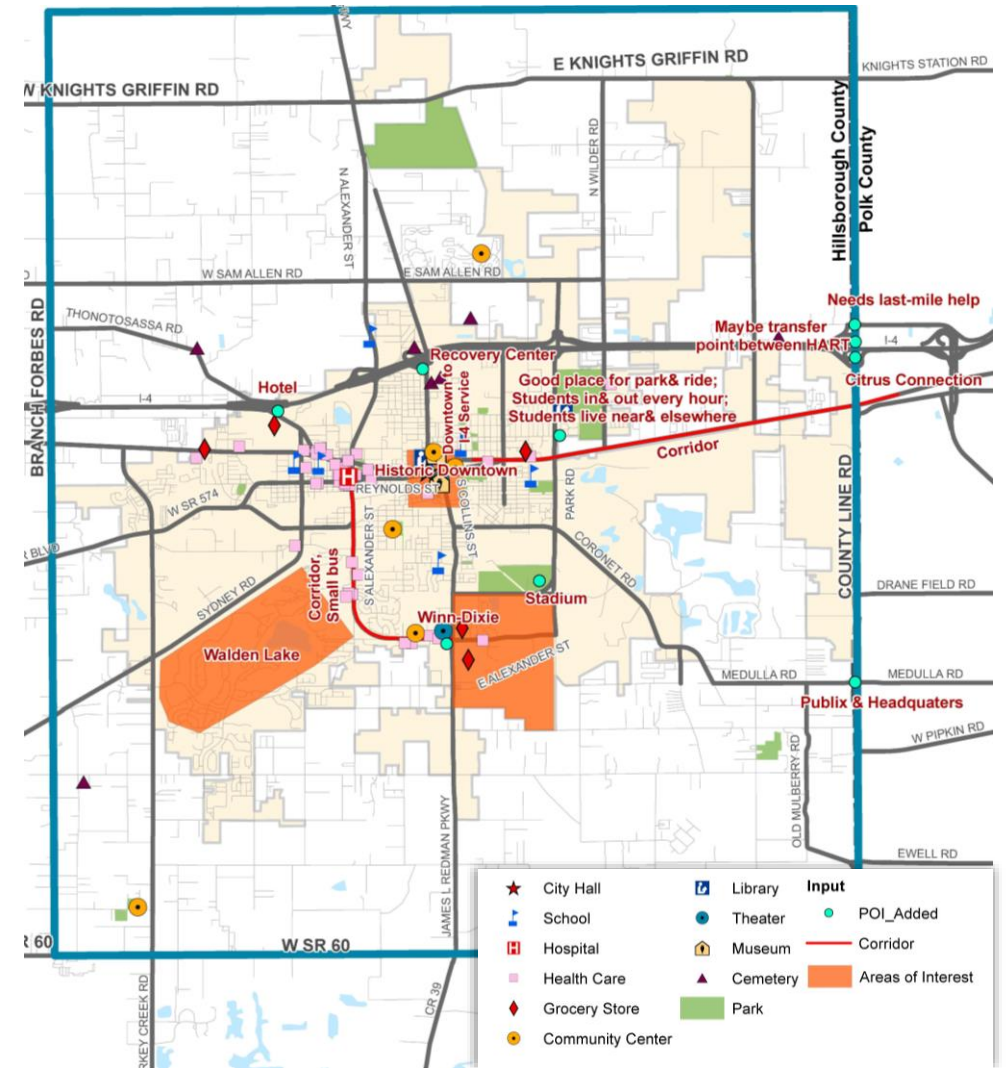 WY
E KNIGHTS GRIFFIN RD
KNIGHTS STATION RD
W KNIGHTS GRIFFIN RD
Hillsborough County
Polk County
N WILDER RD
N ALEXANDER ST
W SAM ALLEN RD
E SAM ALLEN RD
THONOTOSASSA RD
BRANCH FORBES RD
Needs last-mile help
Maybe transfer
point between HART
I-4
Recovery Center
Citrus Connection
Hotel
I-4
Good place for park& ride;
Students in& out every hour;
Students live near& elsewhere
Downtown to
I-4 Service
Corridor
Historic Downtown
REYNOLDS ST
W SR 574
PARK RD
S COLLINS ST
S ALEXANDER ST
BLVD
CORONET RD
COUNTY LINE RD
SYDNEY RD
Corridor,
Small bus
DRANE FIELD RD
Stadium
Winn-Dixie
Walden Lake
E ALEXANDER ST
MEDULLA RD
MEDULLA RD
Publix & Headquaters
W PIPKIN RD
OLD MULBERRY RD
JAMES L REDMAN PKWY
EWELL RD
R 60
W SR 60
RKEY CREEK RD
CR 39
City Hall
School
Hospital
Health Care
Grocery Store
Community Center
Library
Theater
Museum
Cemetery
Park
Input
POI_Added
Corridor
Areas of Interest
H
H